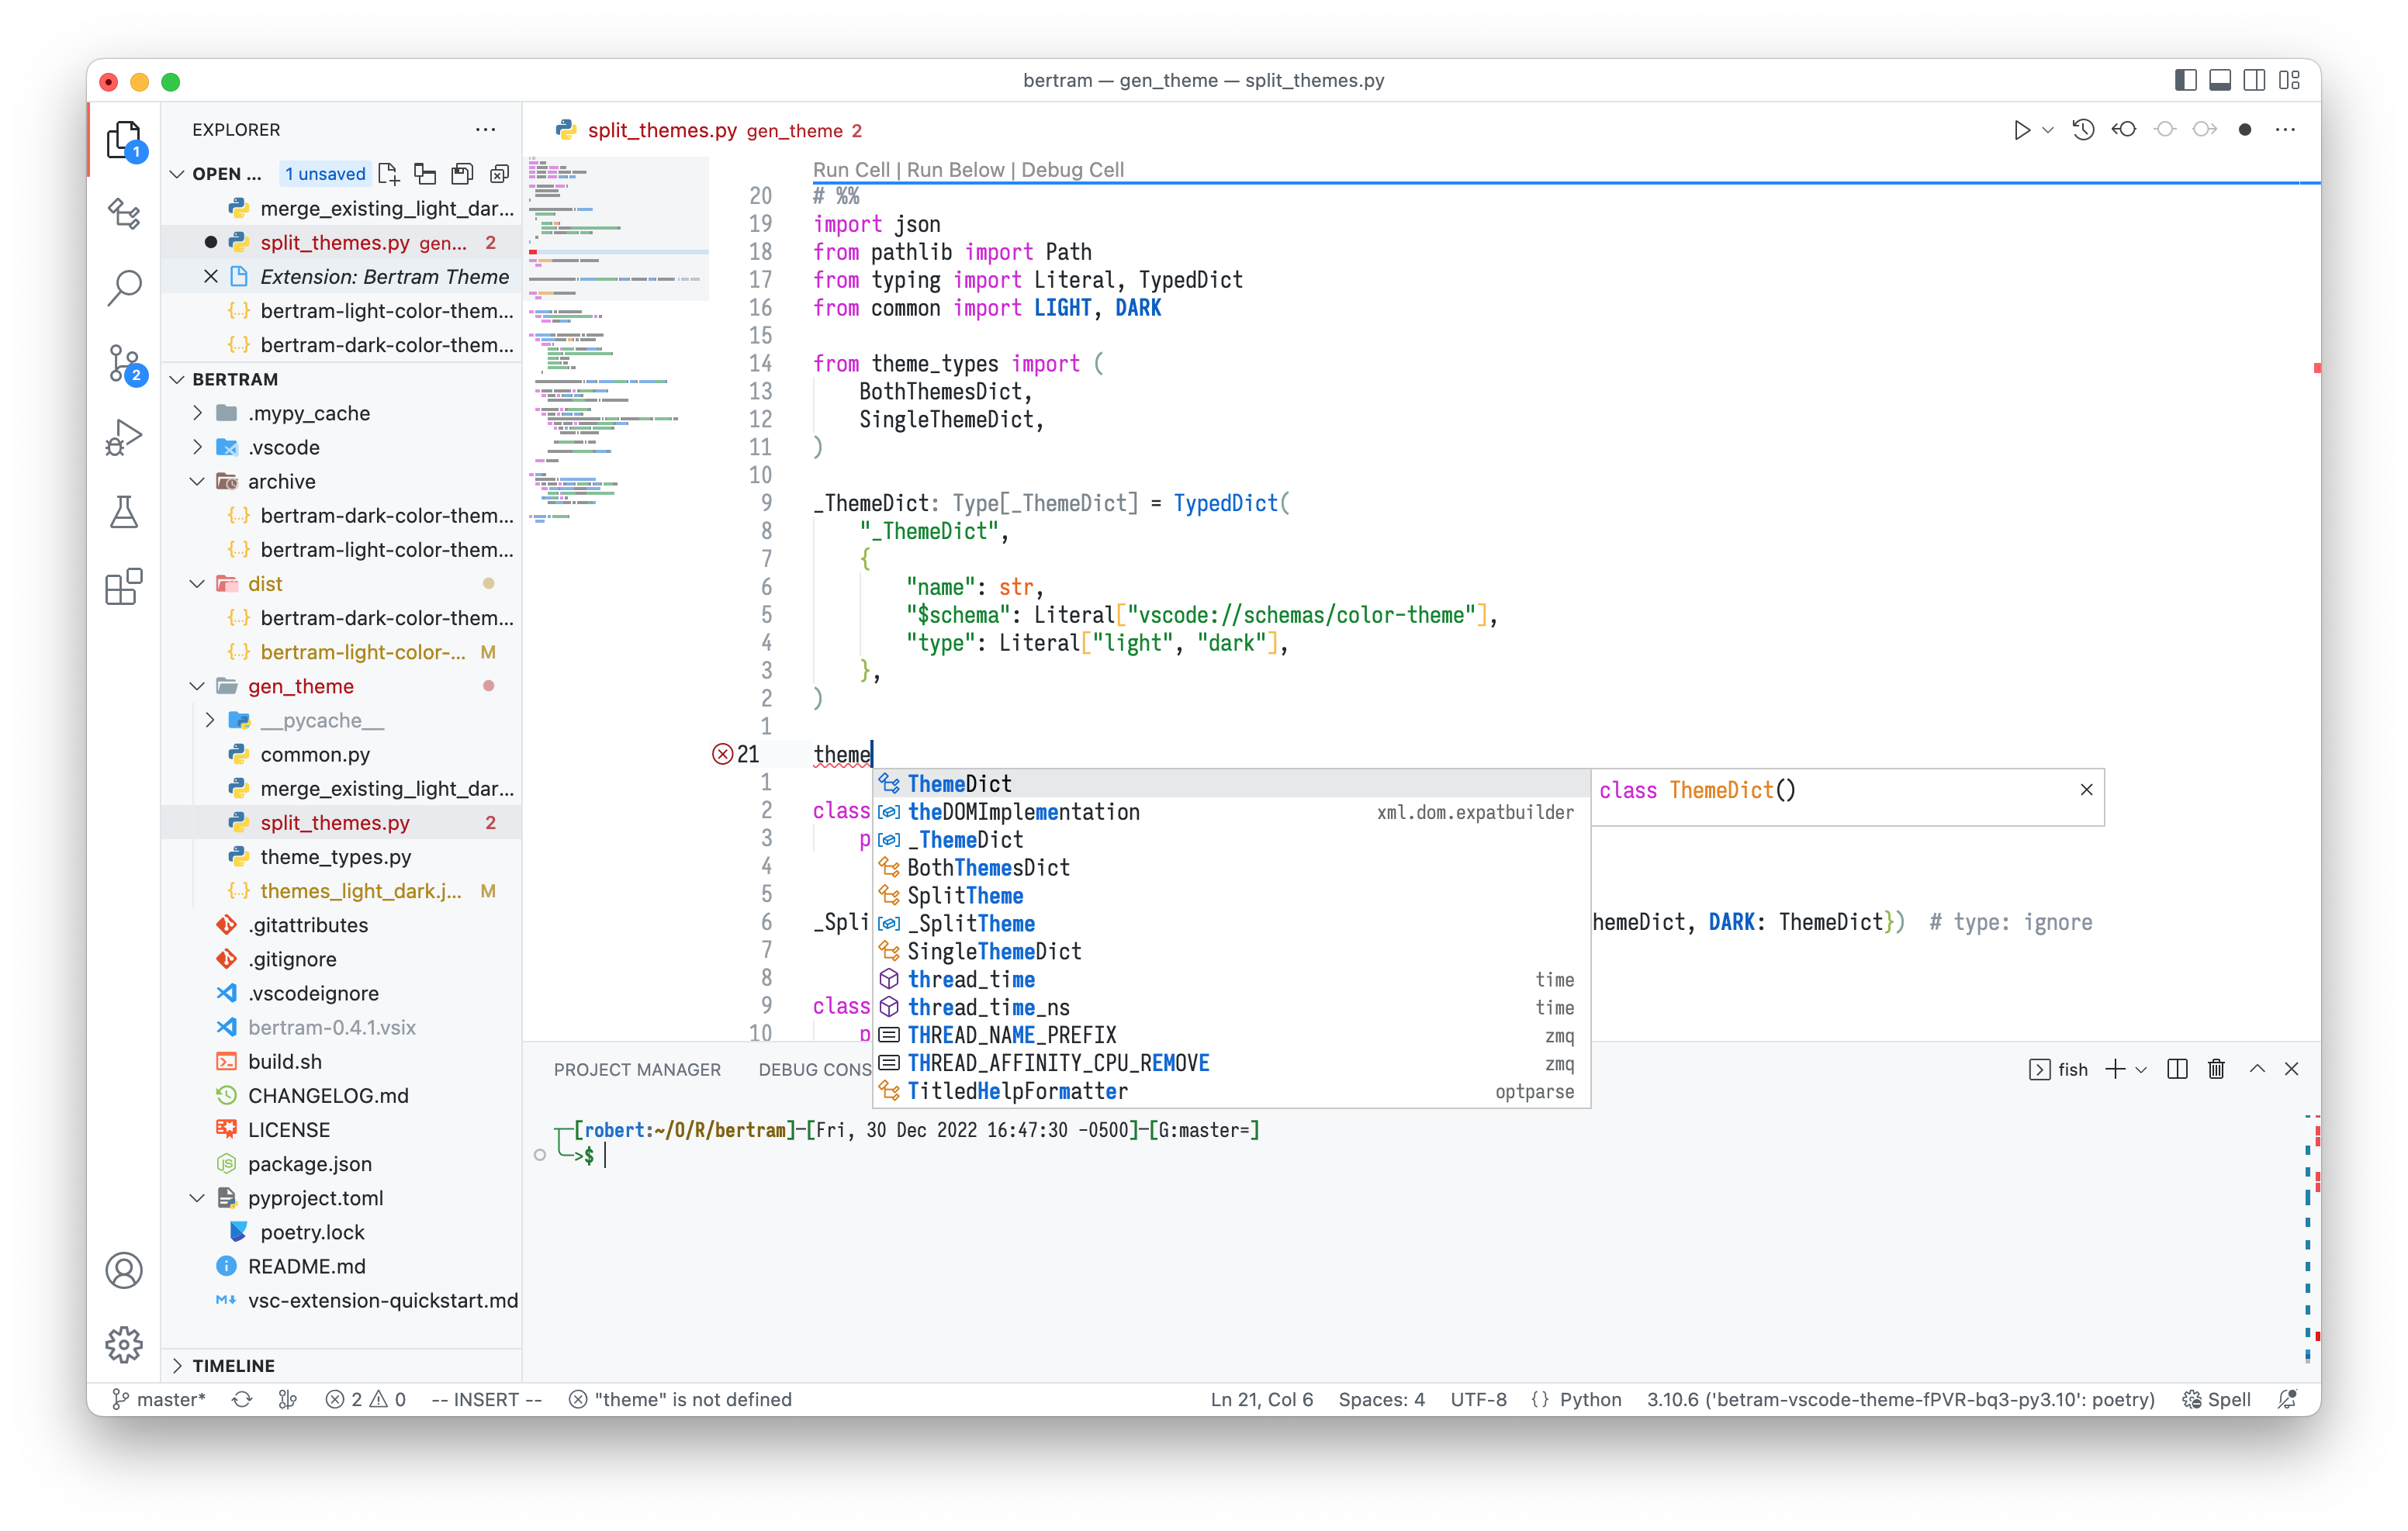 bertram — gen_theme — split_themes.py
EXPLORER
OPEN ... 1 unsaved
merge_existing_light_dar...
split_themes.py gen... 2
Extension: Bertram Theme
bertram-light-color-them...
bertram-dark-color-them...
BERTRAM
.mypy_cache
.vscode
archive
bertram-dark-color-them...
bertram-light-color-them...
dist
bertram-dark-color-them...
bertram-light-color-... M
gen_theme
__pycache__
common.py
merge_existing_light_dar...
split_themes.py 2
theme_types.py
themes_light_dark.j... M
.gitattributes
.gitignore
.vscodeignore
bertram-0.4.1.vsix
build.sh
CHANGELOG.md
LICENSE
package.json
pyproject.toml
poetry.lock
README.md
vsc-extension-quickstart.md
TIMELINE
1
2
split_themes.py gen_theme 2
Run Cell | Run Below | Debug Cell
20 # %%
19 import json
18 from pathlib import Path
17 from typing import Literal, TypedDict
16 from common import LIGHT, DARK
15
14 from theme_types import (
13 BothThemesDict,
12 SingleThemeDict,
11 )
10
9 _ThemeDict: Type[_ThemeDict] = TypedDict(
8 "_ThemeDict",
7 {
6 "name": str,
5 "$schema": Literal["vscode://schemas/color-theme"],
4 "type": Literal["light", "dark"],
3 },
2 )
1
21 theme
1
2 class
3 p
4
5
6 _Spli hemeDict, DARK: ThemeDict}) # type: ignore
7
8
9 class
10 p
ThemeDict
theDOMImplementation xml.dom.expatbuilder
_ThemeDict
BothThemesDict
SplitTheme
_SplitTheme
SingleThemeDict
thread_time time
thread_time_ns time
THREAD_NAME_PREFIX zmq
THREAD_AFFINITY_CPU_REMOVE zmq
TitledHelpFormatter optparse
class ThemeDict()
PROJECT MANAGER DEBUG CONS
fish
[robert:~/O/R/bertram]─[Fri, 30 Dec 2022 16:47:30 -0500]─[G:master=]
>$
master* 2 0 -- INSERT -- "theme" is not defined Ln 21, Col 6 Spaces: 4 UTF-8 {} Python 3.10.6 ('betram-vscode-theme-fPVR-bq3-py3.10': poetry) Spell